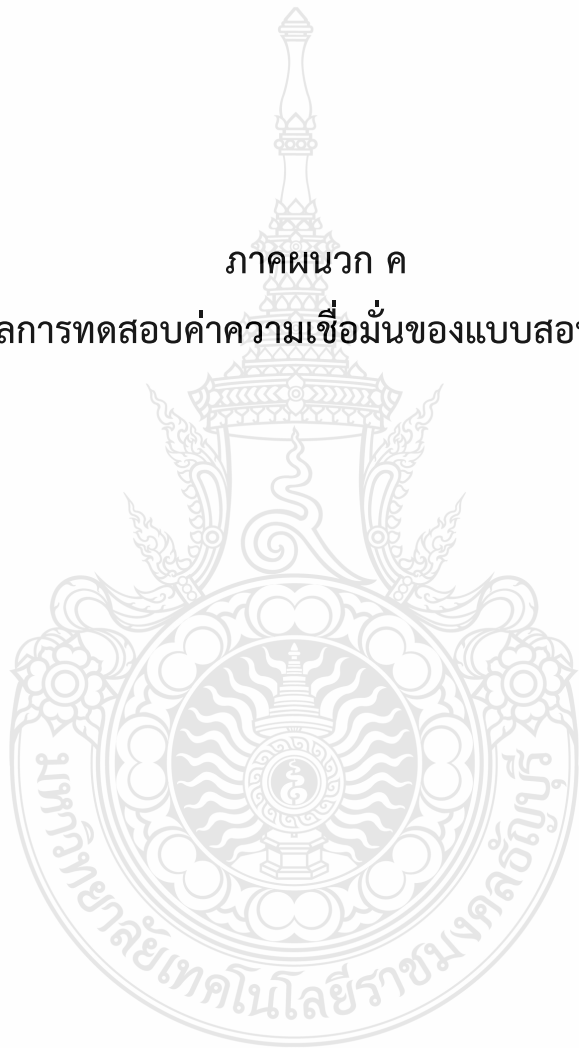 ภาคผนวก ค
ลการทดสอบค่าความเชื่อมั่นของแบบสอบ
มหาวิทยาลัยเทคโนโลยีราชมงคลธัญบุรี